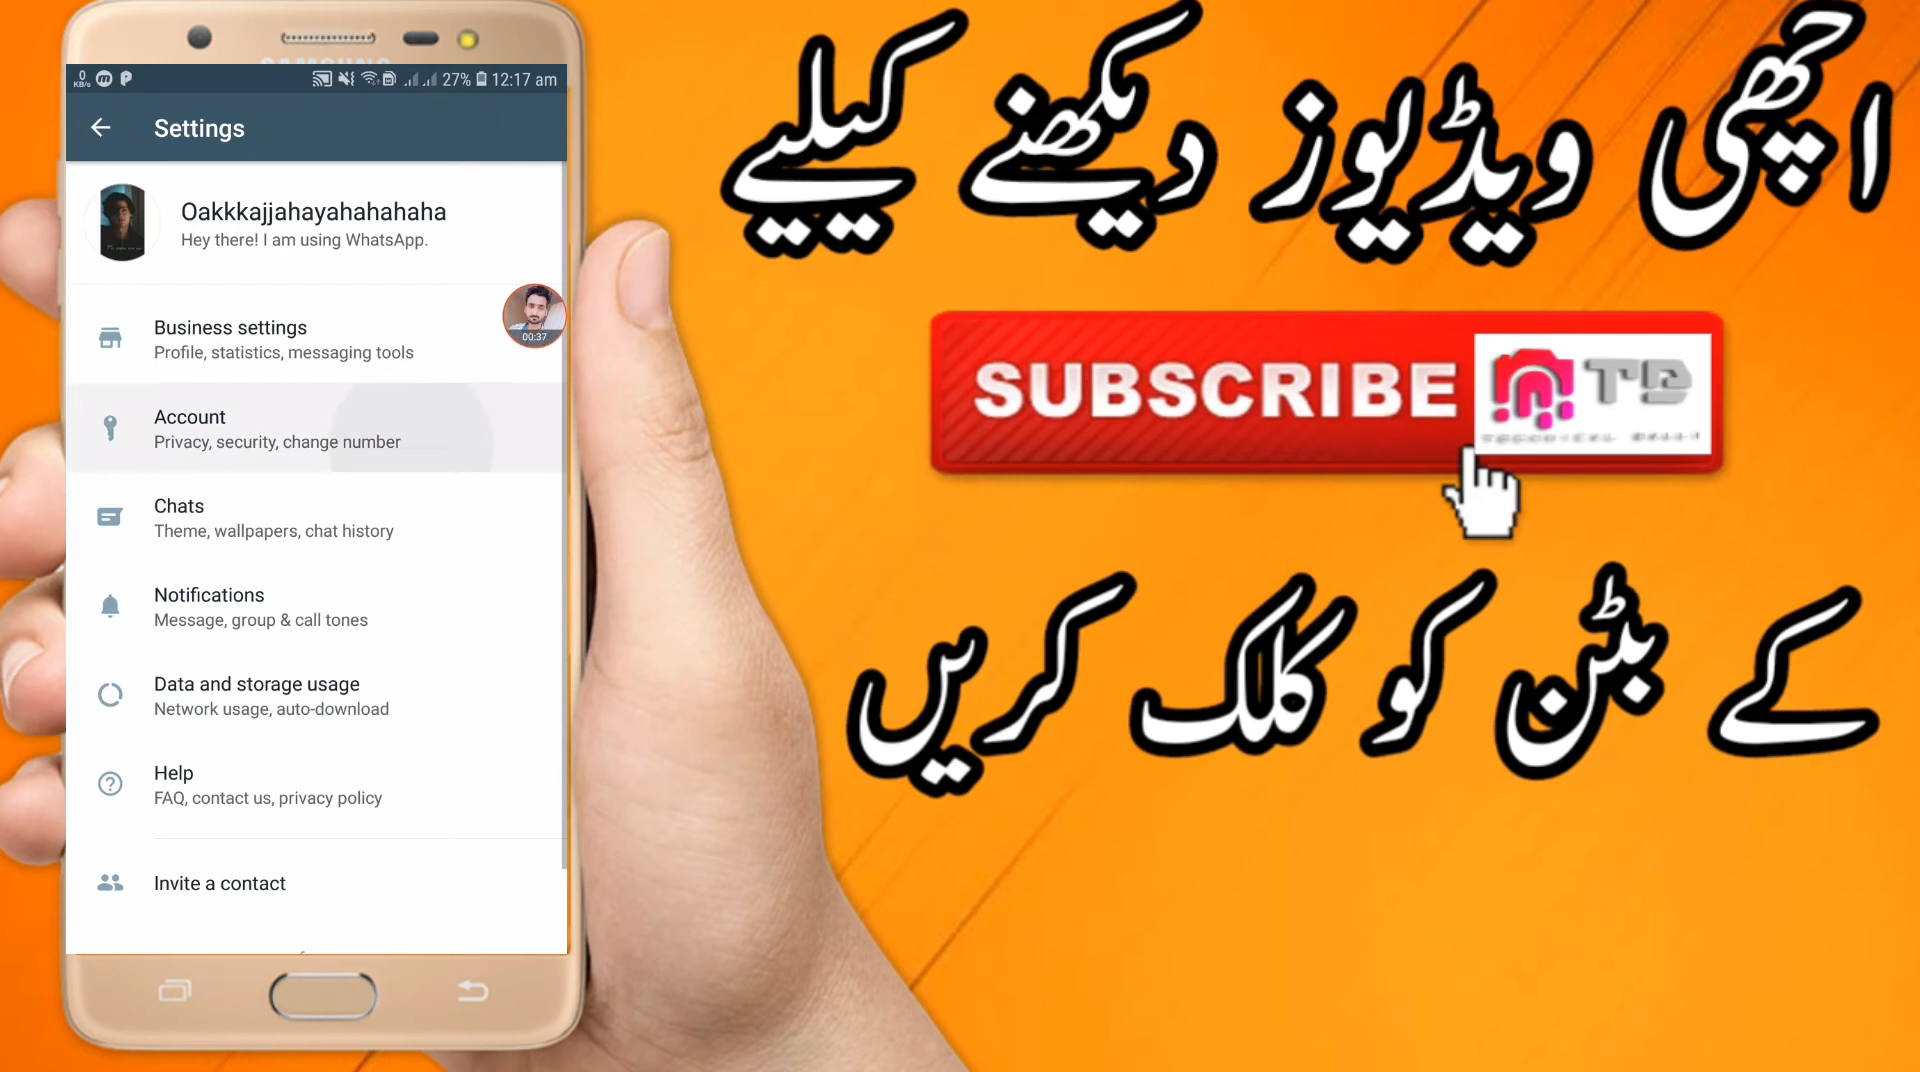 SAMSUNG
0
KB/s
27% 12:17 am
Settings
Oakkkajjahayahahahaha
Hey there! I am using WhatsApp.
00:37
Business settings
Profile, statistics, messaging tools
Account
Privacy, security, change number
Chats
Theme, wallpapers, chat history
Notifications
Message, group & call tones
Data and storage usage
Network usage, auto-download
Help
FAQ, contact us, privacy policy
Invite a contact
اچھی ویڈیوز دیکھنے کیلیے
SUBSCRIBE
TD
کے بٹن کو کلک کریں